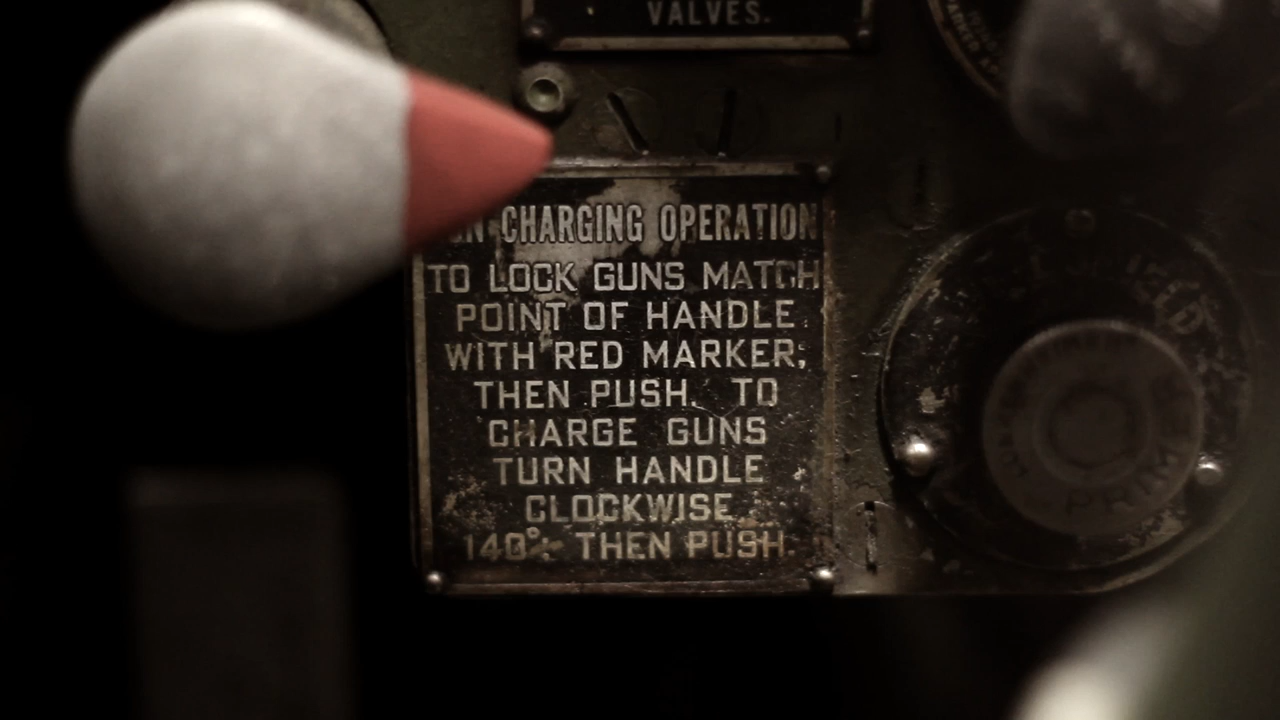 VALVES.
CHARGING OPERATION
TO LOCK GUNS MATCH
POINT OF HANDLE
WITH RED MARKER,
THEN PUSH. TO
CHARGE GUNS
TURN HANDLE
CLOCKWISE
140° THEN PUSH.
PRIME